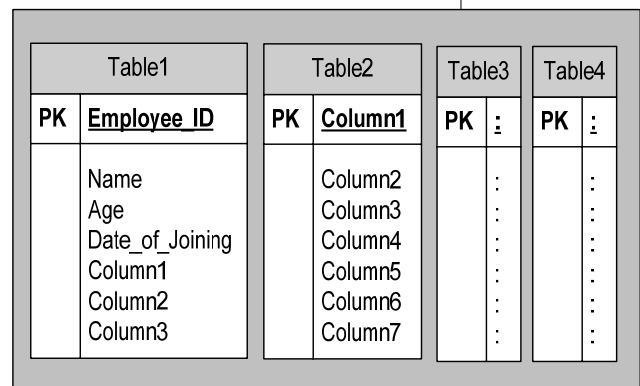 Table1
PK Employee_ID
Name
Age
Date_of_Joining
Column1
Column2
Column3
Table2
PK Column1
Column2
Column3
Column4
Column5
Column6
Column7
Table3
PK :
:
:
:
:
:
:
Table4
PK :
:
:
:
:
:
: